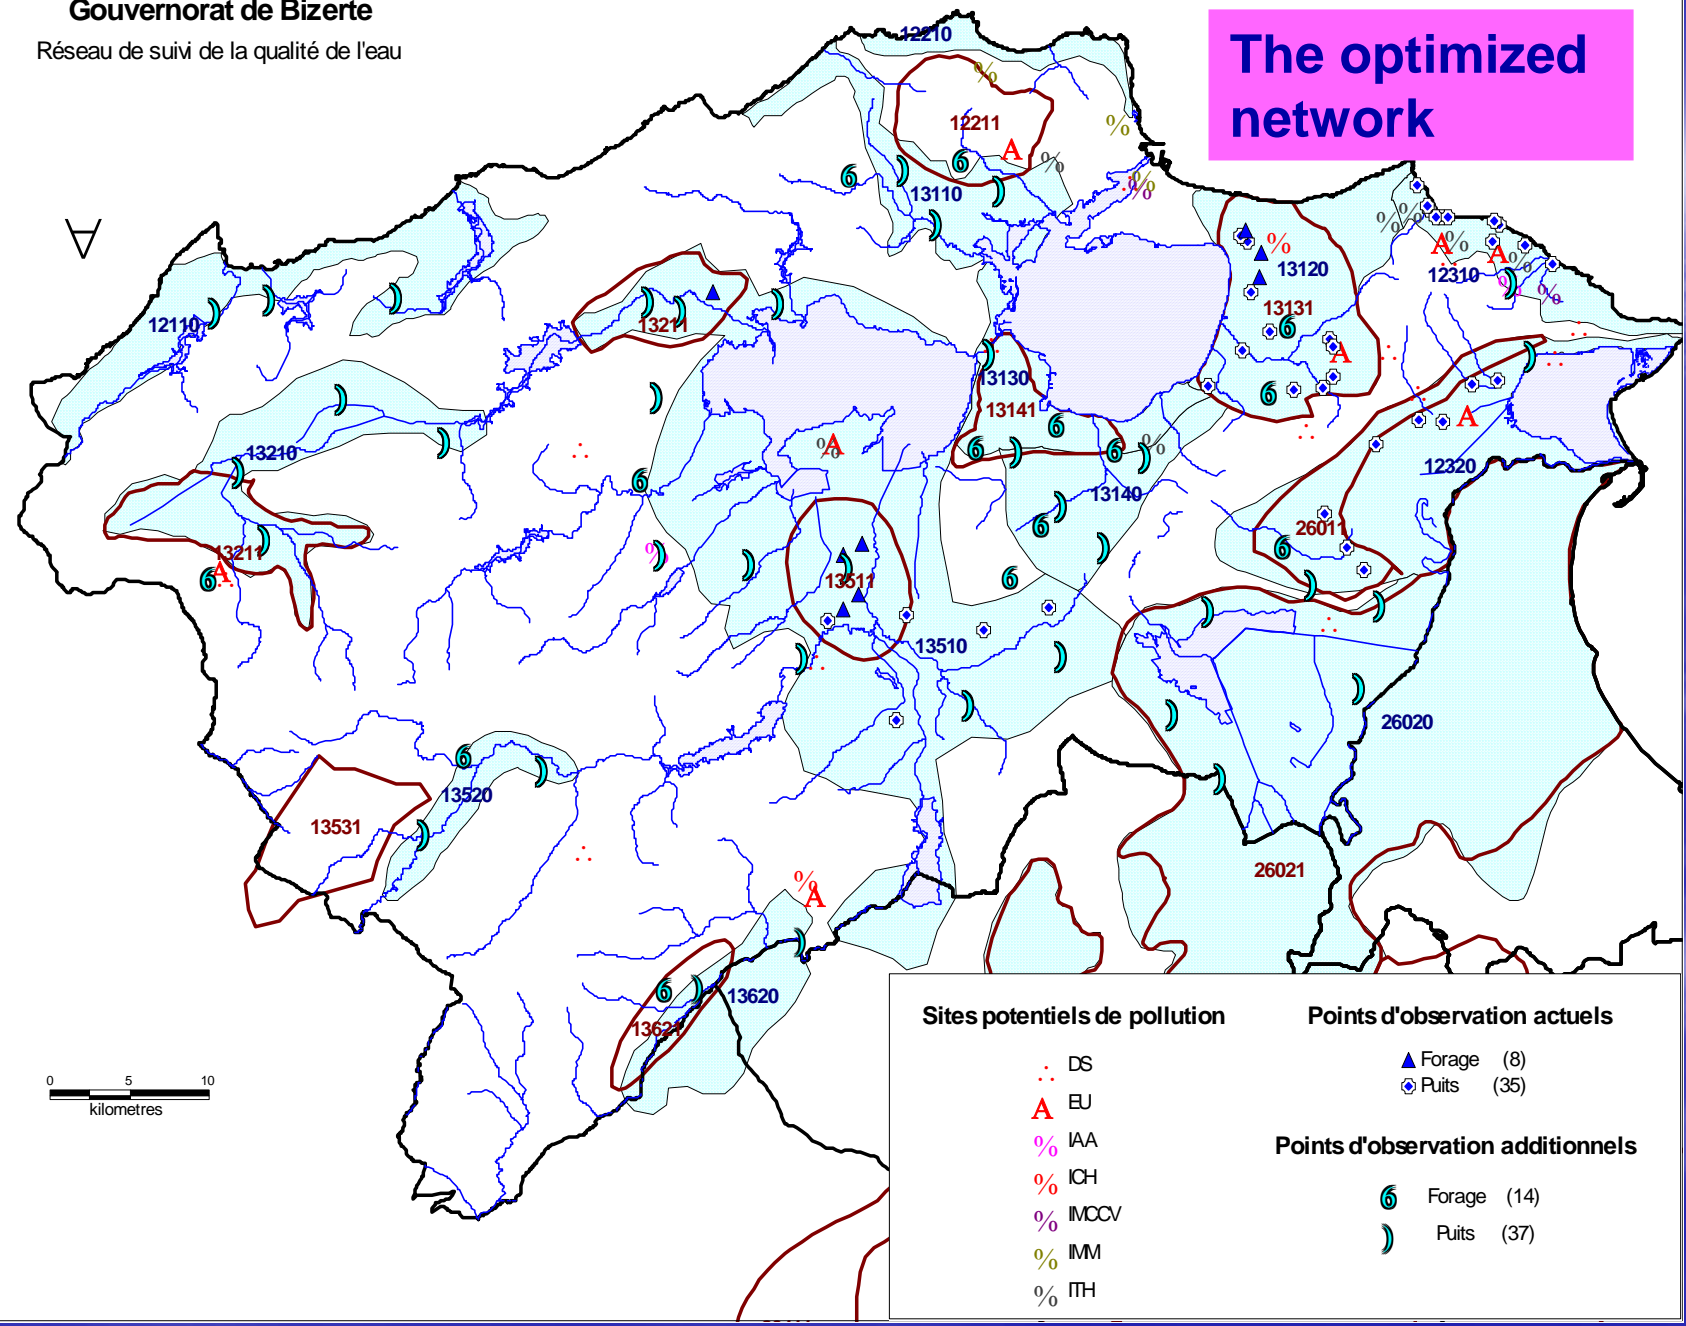 Gouvernorat de Bizerte
Réseau de suivi de la qualité de l'eau
The optimized
network
12210
12211
13110
13120
13131
12310
12110
13211
13130
13141
13210
13140
12320
26011
13211
13511
13510
26020
13520
13531
26021
13620
13621
0 5 10
kilometres
Sites potentiels de pollution
DS
EU
IAA
ICH
IMCCV
IMM
ITH
Points d'observation actuels
Forage (8)
Puits (35)
Points d'observation additionnels
Forage (14)
Puits (37)